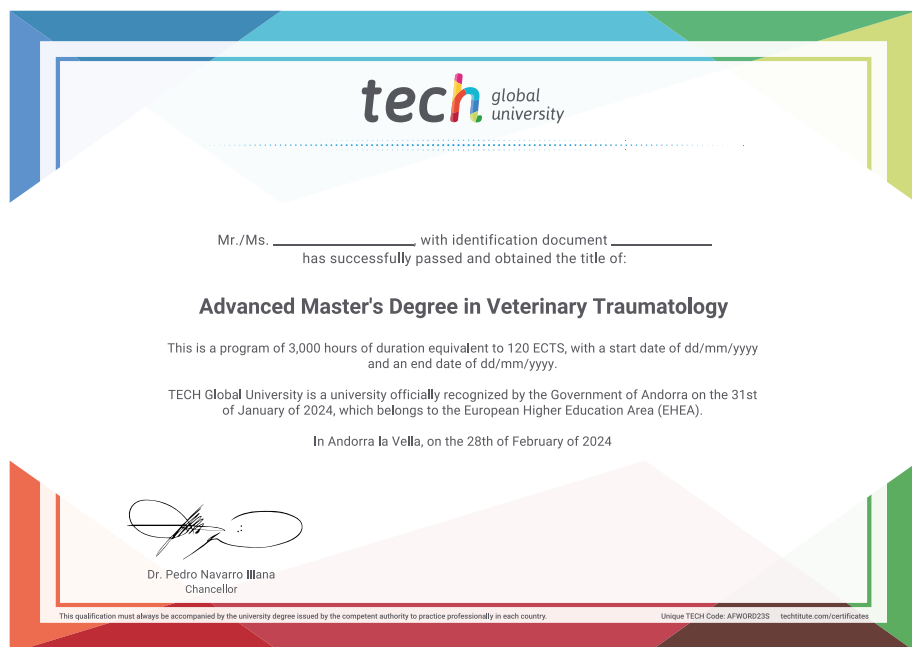 tech global university
Mr./Ms. ____________________, with identification document ______________
has successfully passed and obtained the title of:
Advanced Master's Degree in Veterinary Traumatology
This is a program of 3,000 hours of duration equivalent to 120 ECTS, with a start date of dd/mm/yyyy
and an end date of dd/mm/yyyy.
TECH Global University is a university officially recognized by the Government of Andorra on the 31st
of January of 2024, which belongs to the European Higher Education Area (EHEA).
In Andorra la Vella, on the 28th of February of 2024
Dr. Pedro Navarro Illana
Chancellor
This qualification must always be accompanied by the university degree issued by the competent authority to practice professionally in each country.
Unique TECH Code: AFWORD23S techtitute.com/certificates